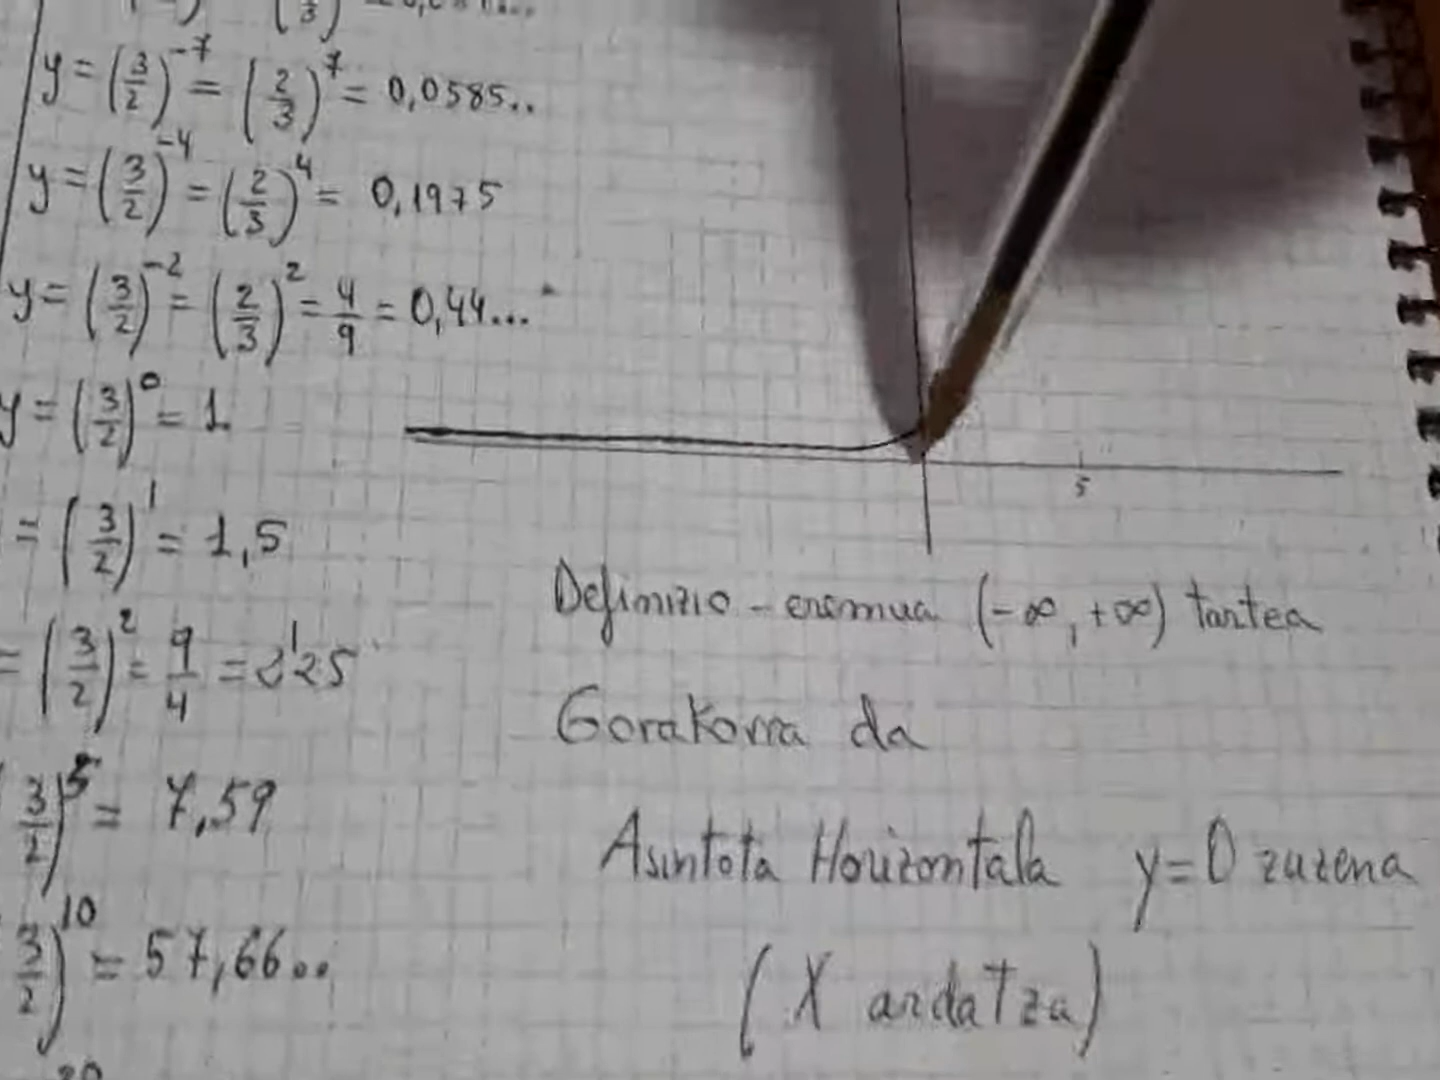 y = (3/2)^-7 = (2/3)^7 = 0,0585..
y = (3/2)^-4 = (2/3)^4 = 0,1975
y = (3/2)^-2 = (2/3)^2 = 4/9 = 0,44...
y = (3/2)^0 = 1
= (3/2)^1 = 1,5
= (3/2)^2 = 9/4 = 2'25
3/2)^5 = 7,59
3/2)^10 = 57,66..
20
5
Definizio - eremua (-∞, +∞) tartea
Gorakorra da
Asintota Horizontala y=0 zuzena
(X ardatza)